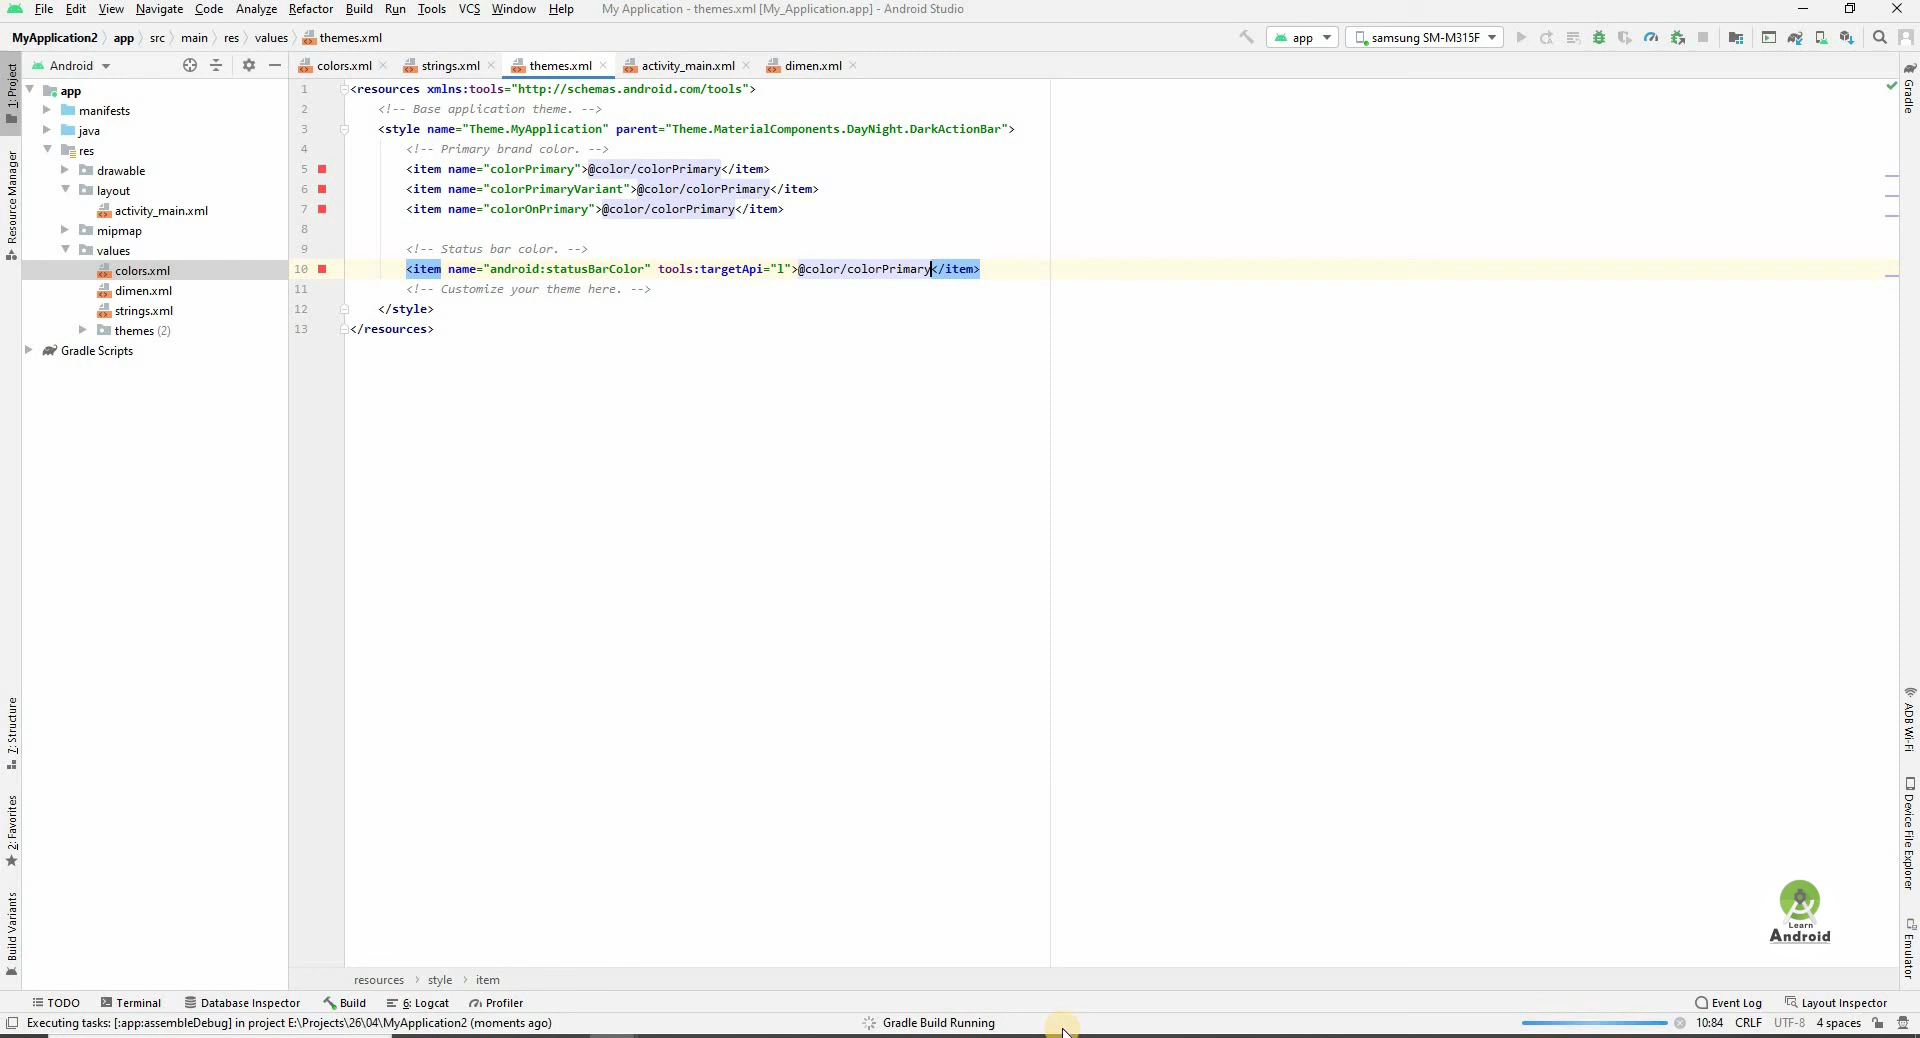 File Edit View Navigate Code Analyze Refactor Build Run Tools VCS Window Help My Application - themes.xml [My_Application.app] - Android Studio
MyApplication2 app src main res values themes.xml app samsung SM-M315F
Android colors.xml strings.xml themes.xml activity_main.xml dimen.xml
app
manifests
java
res
drawable
layout
activity_main.xml
mipmap
values
colors.xml
dimen.xml
strings.xml
themes (2)
Gradle Scripts
1 <resources xmlns:tools="http://schemas.android.com/tools">
2 <!-- Base application theme. -->
3 <style name="Theme.MyApplication" parent="Theme.MaterialComponents.DayNight.DarkActionBar">
4 <!-- Primary brand color. -->
5 <item name="colorPrimary">@color/colorPrimary</item>
6 <item name="colorPrimaryVariant">@color/colorPrimary</item>
7 <item name="colorOnPrimary">@color/colorPrimary</item>
8
9 <!-- Status bar color. -->
10 <item name="android:statusBarColor" tools:targetApi="l">@color/colorPrimary</item>
11 <!-- Customize your theme here. -->
12 </style>
13 </resources>
1: Project
Resource Manager
7: Structure
2: Favorites
Build Variants
Gradle
ADB Wi-Fi
Device File Explorer
Emulator
Learn
Android
resources style item
TODO Terminal Database Inspector Build 6: Logcat Profiler Event Log Layout Inspector
Executing tasks: [:app:assembleDebug] in project E:\Projects\26\04\MyApplication2 (moments ago) Gradle Build Running 10:84 CRLF UTF-8 4 spaces